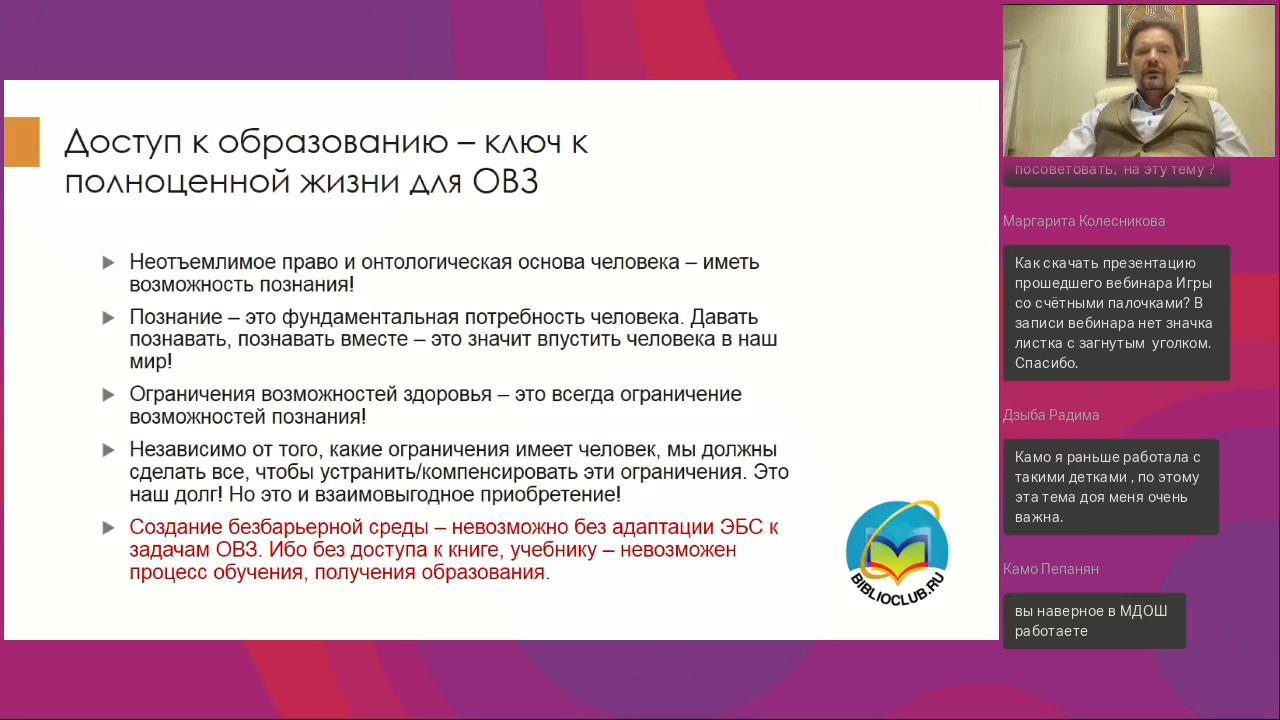 Доступ к образованию – ключ к
полноценной жизни для ОВЗ
Неотъемлимое право и онтологическая основа человека – иметь
возможность познания!
Познание – это фундаментальная потребность человека. Давать
познавать, познавать вместе – это значит впустить человека в наш
мир!
Ограничения возможностей здоровья – это всегда ограничение
возможностей познания!
Независимо от того, какие ограничения имеет человек, мы должны
сделать все, чтобы устранить/компенсировать эти ограничения. Это
наш долг! Но это и взаимовыгодное приобретение!
Создание безбарьерной среды – невозможно без адаптации ЭБС к
задачам ОВЗ. Ибо без доступа к книге, учебнику – невозможен
процесс обучения, получения образования.
BIBLIOCLUB.RU
посоветовать, на эту тему ?
Маргарита Колесникова
Как скачать презентацию
прошедшего вебинара Игры
со счётными палочками? В
записи вебинара нет значка
листка с загнутым уголком.
Спасибо.
Дзыба Радима
Камо я раньше работала с
такими детками , по этому
эта тема доя меня очень
важна.
Камо Пепанян
вы наверное в МДОШ
работаете